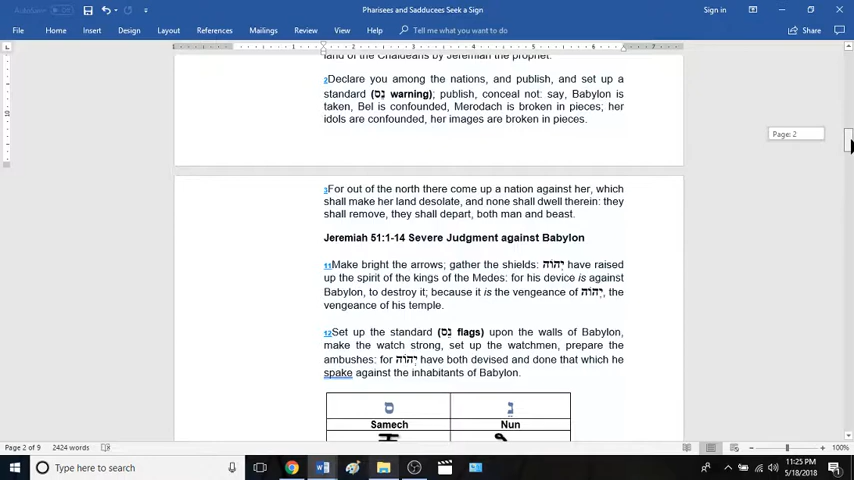 AutoSave Off
Pharisees and Sadducees Seek a Sign
Sign in
File Home Insert Design Layout References Mailings Review View Help Tell me what you want to do Share
land of the Chaldeans by Jeremiah the prophet.
2Declare you among the nations, and publish, and set up a
standard (נֵס warning); publish, conceal not: say, Babylon is
taken, Bel is confounded, Merodach is broken in pieces; her
idols are confounded, her images are broken in pieces.
Page: 2
3For out of the north there come up a nation against her, which
shall make her land desolate, and none shall dwell therein: they
shall remove, they shall depart, both man and beast.
Jeremiah 51:1-14 Severe Judgment against Babylon
11Make bright the arrows; gather the shields: יְהוֹה have raised
up the spirit of the kings of the Medes: for his device is against
Babylon, to destroy it; because it is the vengeance of יְהוֹה, the
vengeance of his temple.
12Set up the standard (נֵס flags) upon the walls of Babylon,
make the watch strong, set up the watchmen, prepare the
ambushes: for יְהוֹה have both devised and done that which he
spake against the inhabitants of Babylon.
ס נֵ
Samech Nun
Page 2 of 9 2424 words 100%
Type here to search
11:25 PM
5/18/2018